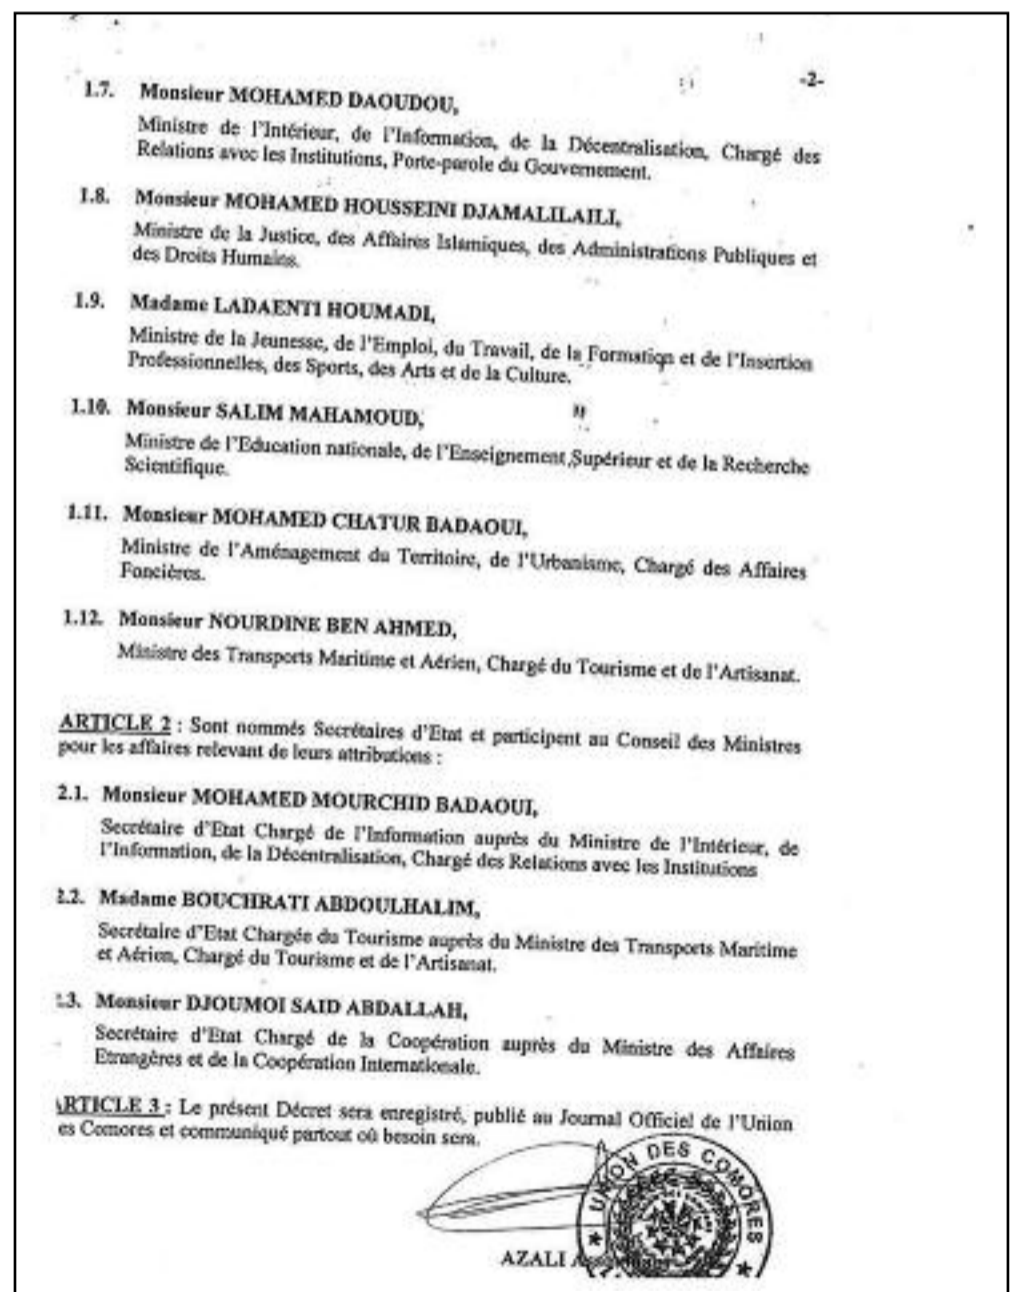 -2-
1.7. Monsieur MOHAMED DAOUDOU,
Ministre de l'Intérieur, de l'Information, de la Décentralisation, Chargé des
Relations avec les Institutions, Porte-parole du Gouvernement.
1.8. Monsieur MOHAMED HOUSSEINI DJAMALILAILI,
Ministre de la Justice, des Affaires Islamiques, des Administrations Publiques et
des Droits Humains.
1.9. Madame LADAENTI HOUMADI,
Ministre de la Jeunesse, de l'Emploi, du Travail, de la Formation et de l'Insertion
Professionnelles, des Sports, des Arts et de la Culture.
1.10. Monsieur SALIM MAHAMOUD,
Ministre de l'Education nationale, de l'Enseignement Supérieur et de la Recherche
Scientifique.
1.11. Monsieur MOHAMED CHATUR BADAOUI,
Ministre de l'Aménagement du Territoire, de l'Urbanisme, Chargé des Affaires
Foncières.
1.12. Monsieur NOURDINE BEN AHMED,
Ministre des Transports Maritime et Aérien, Chargé du Tourisme et de l'Artisanat.
ARTICLE 2 : Sont nommés Secrétaires d'Etat et participent au Conseil des Ministres
pour les affaires relevant de leurs attributions :
2.1. Monsieur MOHAMED MOURCHID BADAOUI,
Secrétaire d'Etat Chargé de l'Information auprès du Ministre de l'Intérieur, de
l'Information, de la Décentralisation, Chargé des Relations avec les Institutions
2.2. Madame BOUCHRATI ABDOULHALIM,
Secrétaire d'Etat Chargée du Tourisme auprès du Ministre des Transports Maritime
et Aérien, Chargé du Tourisme et de l'Artisanat.
.3. Monsieur DJOUMOI SAID ABDALLAH,
Secrétaire d'Etat Chargé de la Coopération auprès du Ministre des Affaires
Etrangères et de la Coopération Internationale.
ARTICLE 3 : Le présent Décret sera enregistré, publié au Journal Officiel de l'Union
es Comores et communiqué partout où besoin sera.
UNION DES COMORES
AZALI